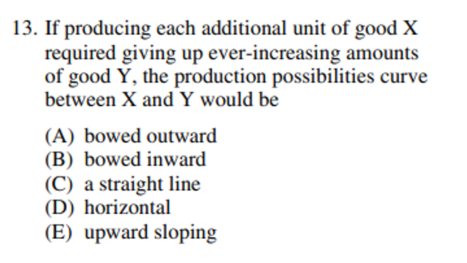 13. If producing each additional unit of good X
required giving up ever-increasing amounts
of good Y, the production possibilities curve
between X and Y would be
(A) bowed outward
(B) bowed inward
(C) a straight line
(D) horizontal
(E) upward sloping